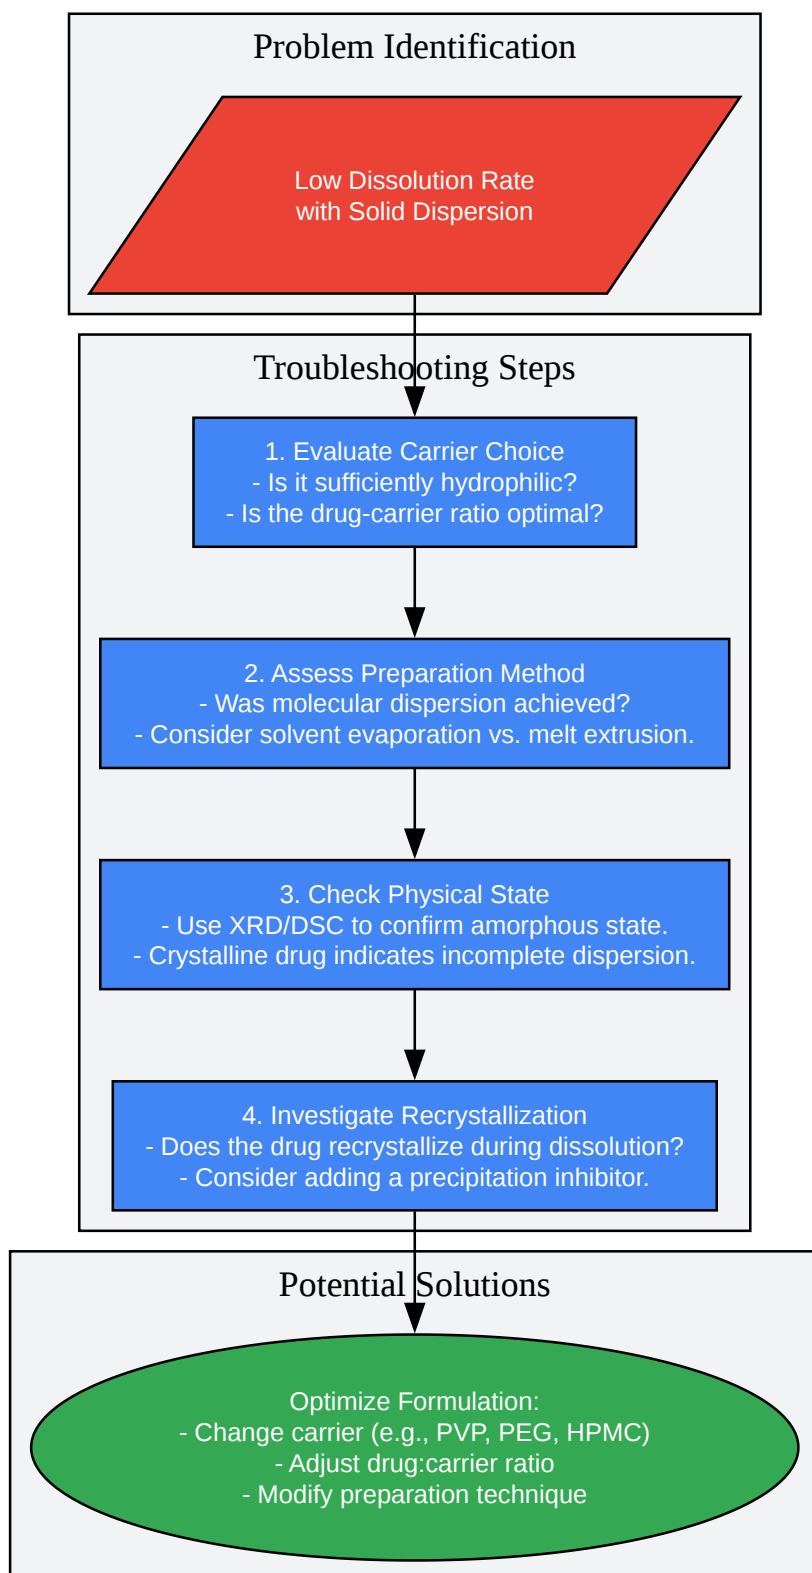 Problem Identification
Low Dissolution Rate
with Solid Dispersion
Troubleshooting Steps
1. Evaluate Carrier Choice
- Is it sufficiently hydrophilic?
- Is the drug-carrier ratio optimal?
2. Assess Preparation Method
- Was molecular dispersion achieved?
- Consider solvent evaporation vs. melt extrusion.
3. Check Physical State
- Use XRD/DSC to confirm amorphous state.
- Crystalline drug indicates incomplete dispersion.
4. Investigate Recrystallization
- Does the drug recrystallize during dissolution?
- Consider adding a precipitation inhibitor.
Potential Solutions
Optimize Formulation:
- Change carrier (e.g., PVP, PEG, HPMC)
- Adjust drug:carrier ratio
- Modify preparation technique